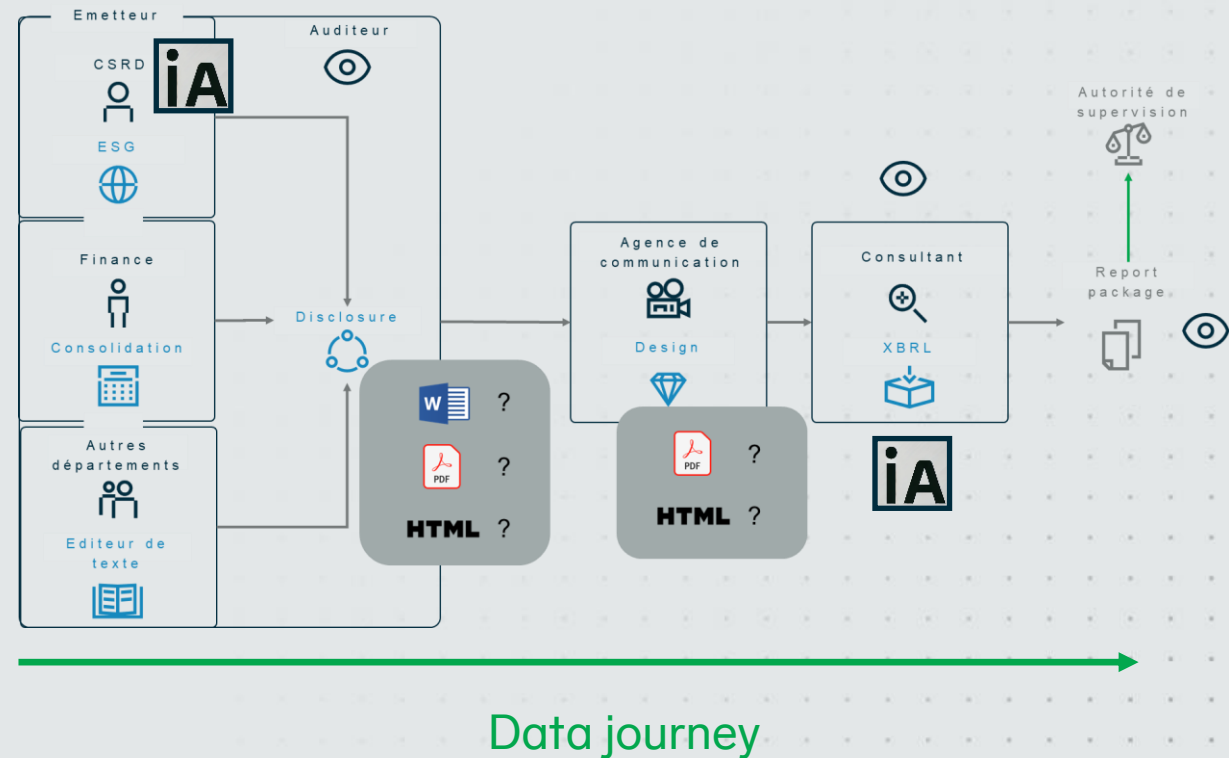 Emetteur
CSRD
iA
ESG
Finance
Consolidation
Autres
départements
Editeur de
texte
Auditeur
Disclosure
W ?
PDF ?
HTML ?
Agence de
communication
Design
PDF ?
HTML ?
Consultant
XBRL
iA
Autorité de
supervision
Report
package
Data journey